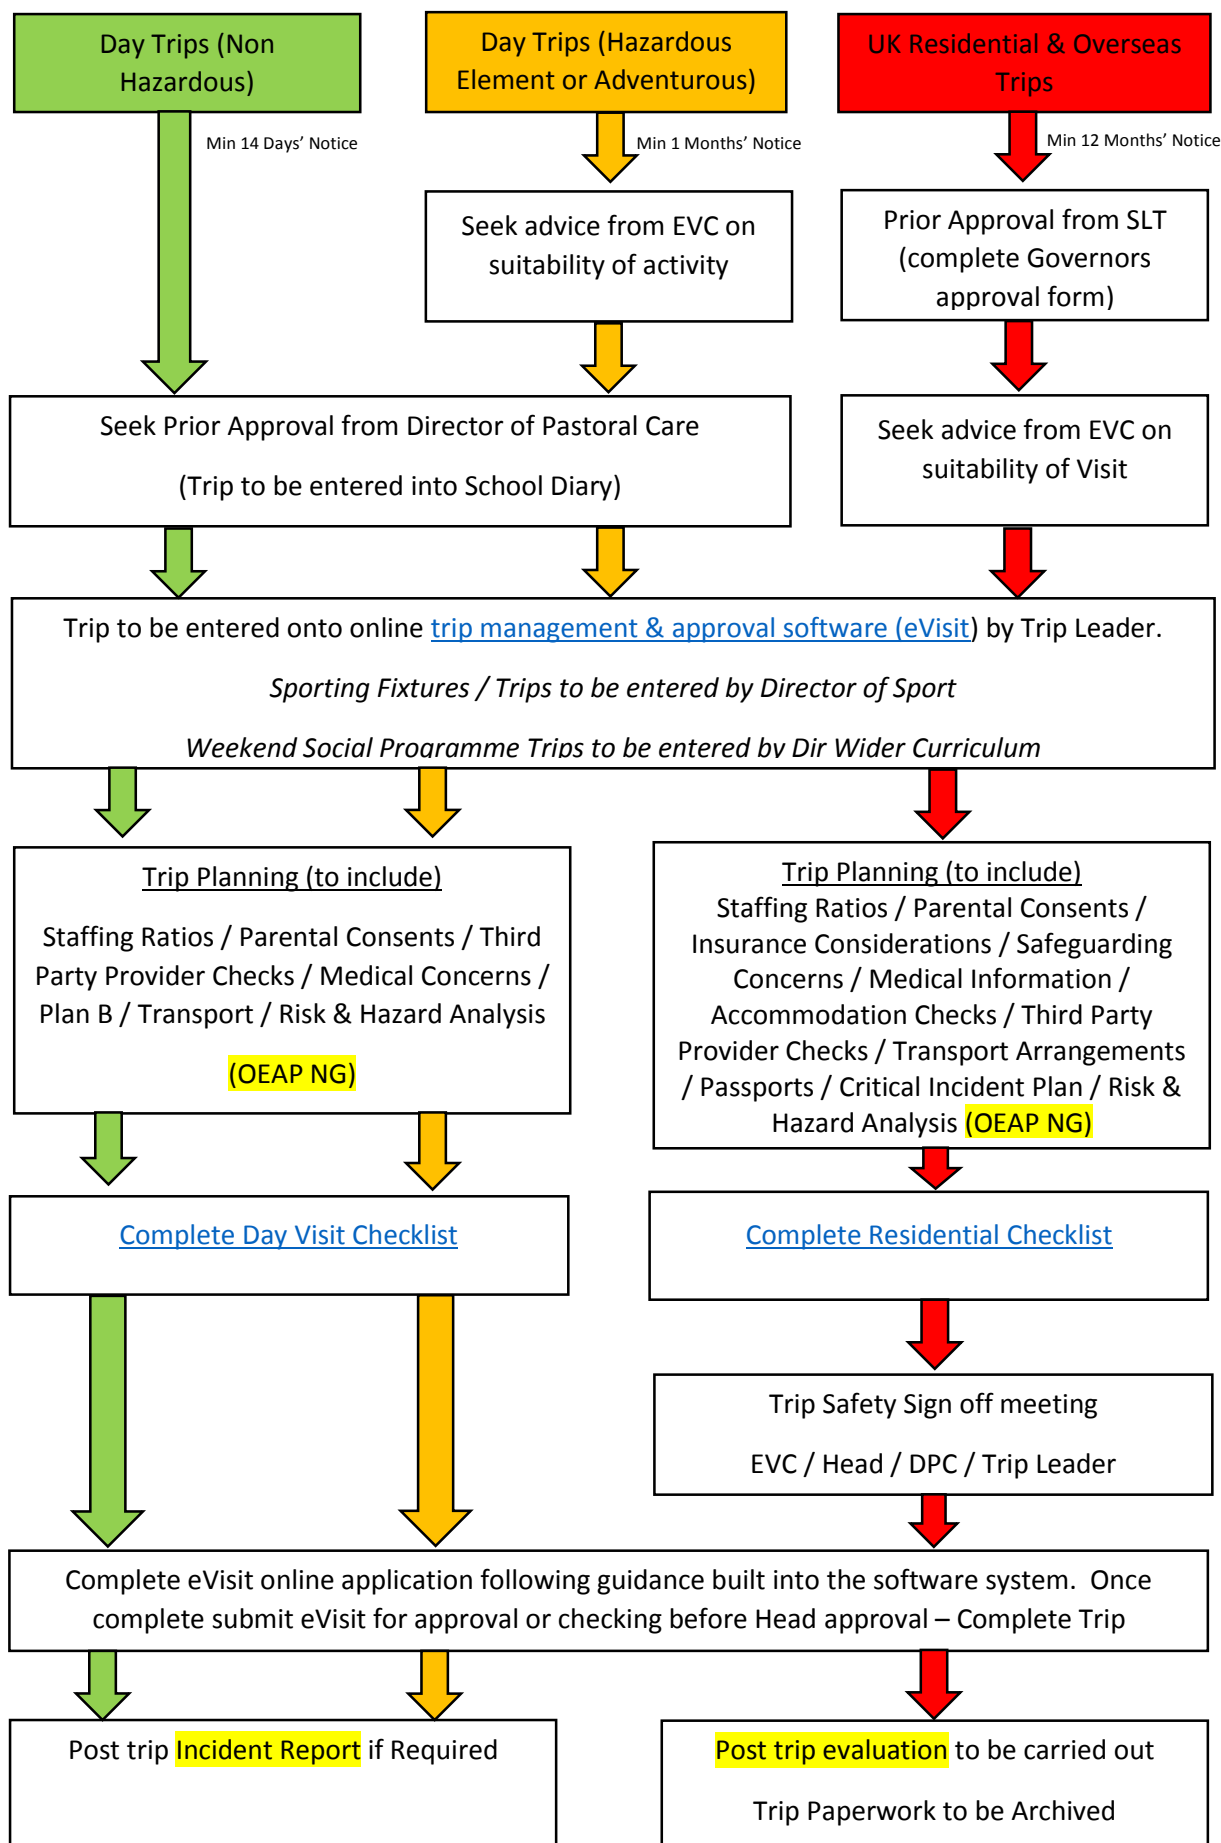 Day Trips (Non
Hazardous)
Day Trips (Hazardous
Element or Adventurous)
UK Residential & Overseas
Trips
Min 14 Days’ Notice
Min 1 Months’ Notice
Min 12 Months’ Notice
Seek advice from EVC on
suitability of activity
Prior Approval from SLT
(complete Governors
approval form)
Seek Prior Approval from Director of Pastoral Care
(Trip to be entered into School Diary)
Seek advice from EVC on
suitability of Visit
Trip to be entered onto online trip management & approval software (eVisit) by Trip Leader.
Sporting Fixtures / Trips to be entered by Director of Sport
Weekend Social Programme Trips to be entered by Dir Wider Curriculum
Trip Planning (to include)
Staffing Ratios / Parental Consents / Third
Party Provider Checks / Medical Concerns /
Plan B / Transport / Risk & Hazard Analysis
(OEAP NG)
Trip Planning (to include)
Staffing Ratios / Parental Consents /
Insurance Considerations / Safeguarding
Concerns / Medical Information /
Accommodation Checks / Third Party
Provider Checks / Transport Arrangements
/ Passports / Critical Incident Plan / Risk &
Hazard Analysis (OEAP NG)
Complete Day Visit Checklist
Complete Residential Checklist
Trip Safety Sign off meeting
EVC / Head / DPC / Trip Leader
Complete eVisit online application following guidance built into the software system.  Once
complete submit eVisit for approval or checking before Head approval – Complete Trip
Post trip Incident Report if Required
Post trip evaluation to be carried out
Trip Paperwork to be Archived